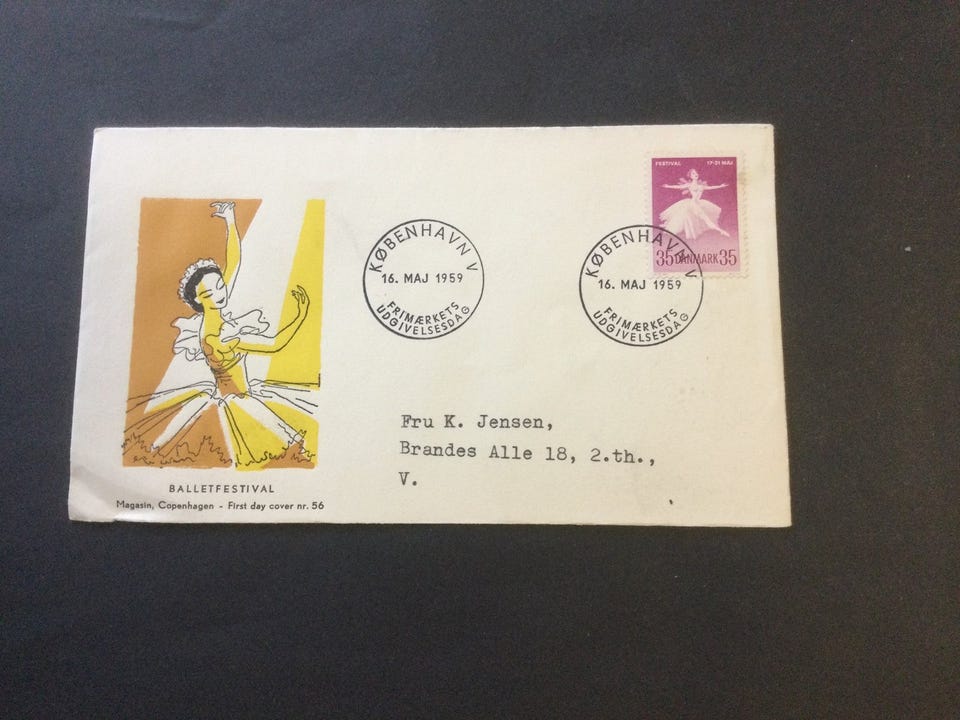 FESTIVAL 17-31 MAJ
35 DANMARK 35
KØBENHAVN V
16. MAJ 1959
FRIMÆRKETS
UDGIVELSESDAG
KØBENHAVN V
16. MAJ 1959
FRIMÆRKETS
UDGIVELSESDAG
Fru K. Jensen,
Brandes Alle 18, 2.th.,
V.
BALLETFESTIVAL
Magasin, Copenhagen - First day cover nr. 56